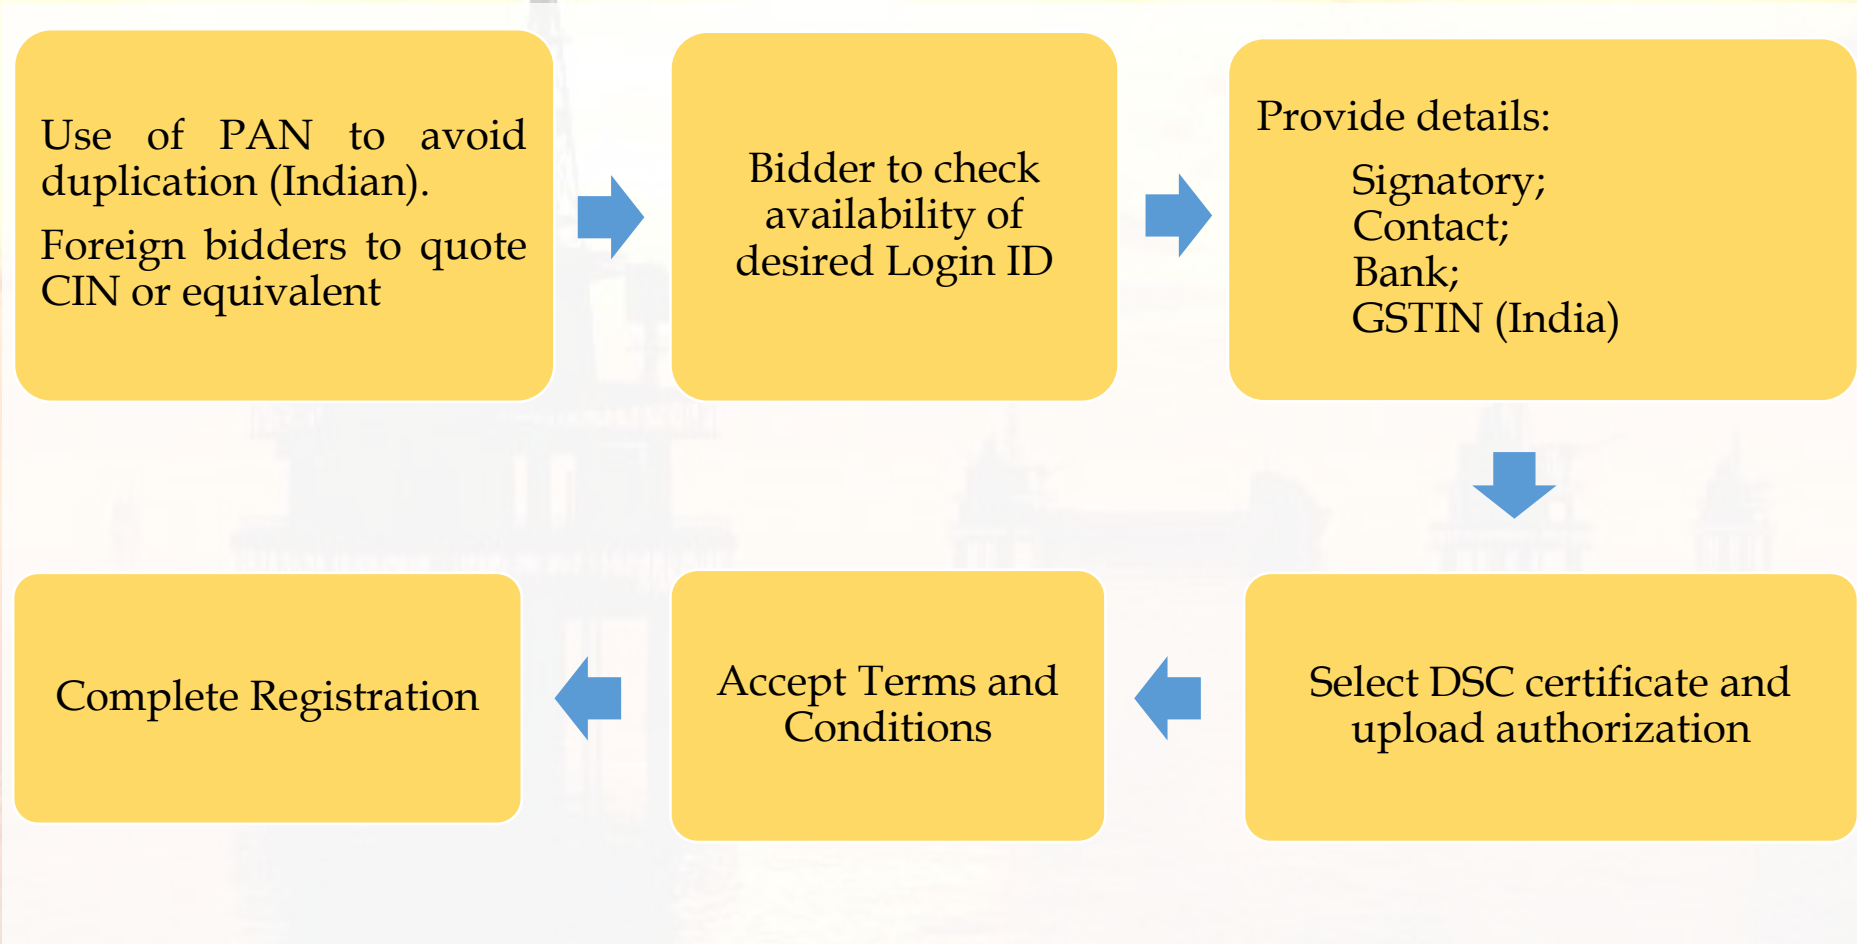 Use of PAN to avoid
duplication (Indian).
Foreign bidders to quote
CIN or equivalent
Bidder to check
availability of
desired Login ID
Provide details:
Signatory;
Contact;
Bank;
GSTIN (India)
Select DSC certificate and
upload authorization
Accept Terms and
Conditions
Complete Registration